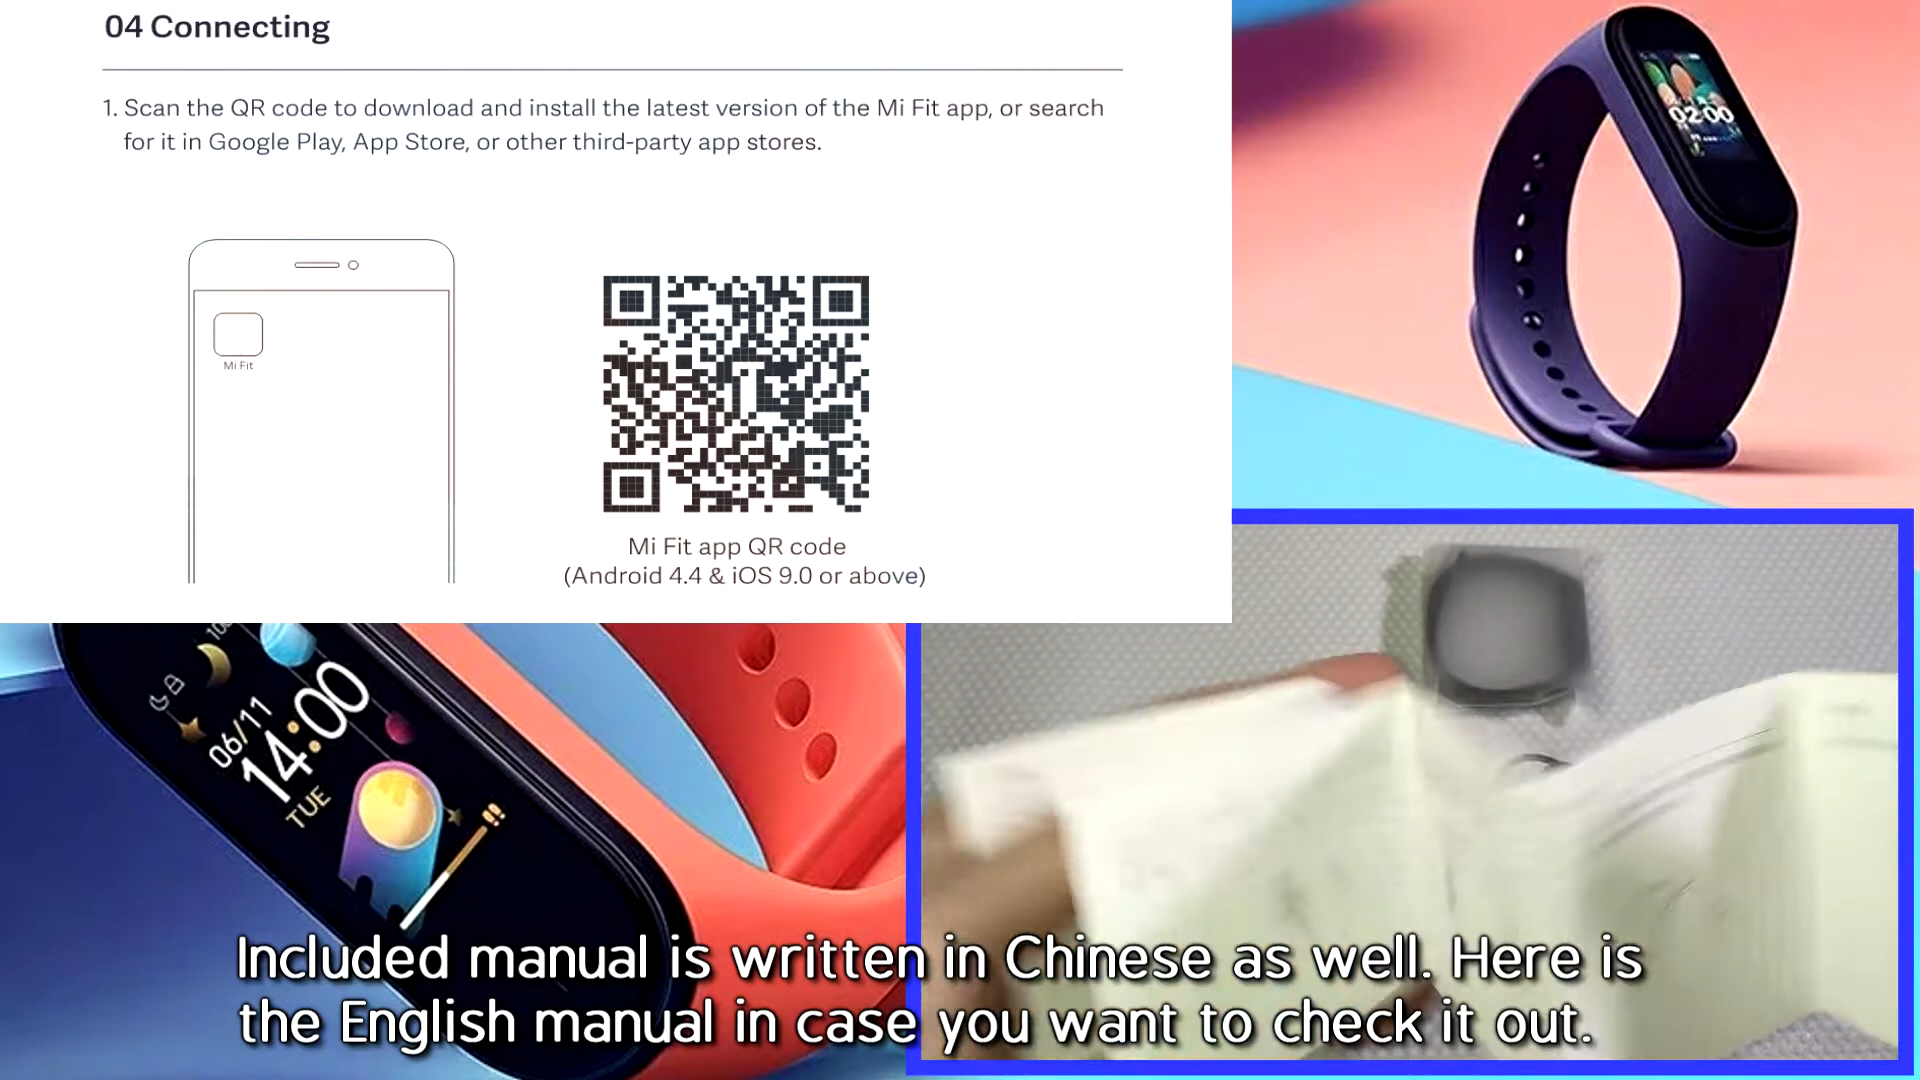 04 Connecting
1. Scan the QR code to download and install the latest version of the Mi Fit app, or search
for it in Google Play, App Store, or other third-party app stores.
Mi Fit
Mi Fit app QR code
(Android 4.4 & iOS 9.0 or above)
02:00
06/11
14:00
TUE
Included manual is written in Chinese as well. Here is
the English manual in case you want to check it out.